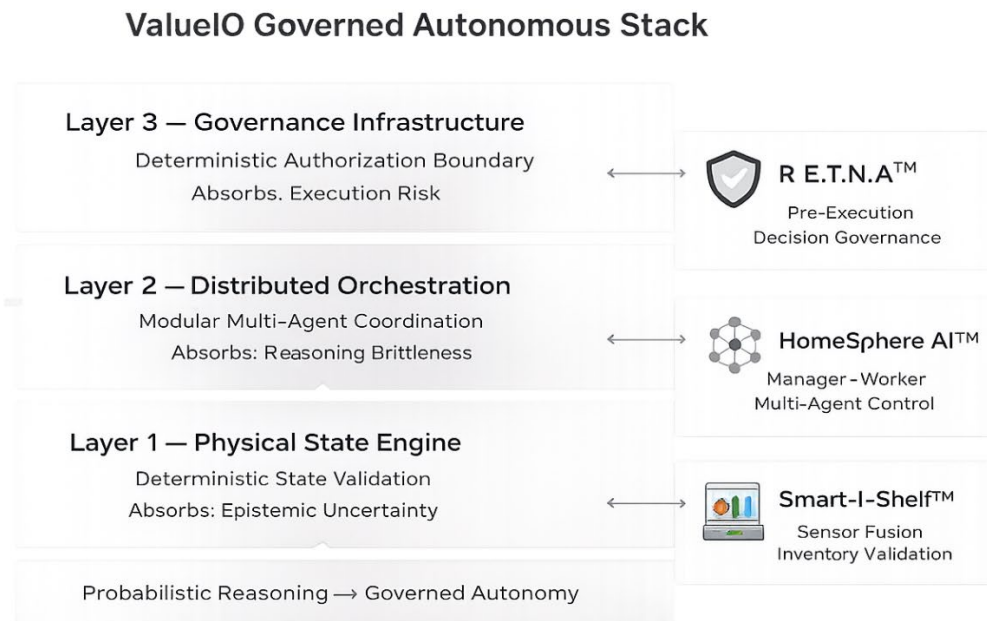 ValueIO Governed Autonomous Stack
Layer 3 — Governance Infrastructure
Deterministic Authorization Boundary
Absorbs. Execution Risk
R E.T.N.A™
Pre-Execution
Decision Governance
Layer 2 — Distributed Orchestration
Modular Multi-Agent Coordination
Absorbs: Reasoning Brittleness
HomeSphere AI™
Manager-Worker
Multi-Agent Control
Layer 1 — Physical State Engine
Deterministic State Validation
Absorbs: Epistemic Uncertainty
Smart-I-Shelf™
Sensor Fusion
Inventory Validation
Probabilistic Reasoning → Governed Autonomy